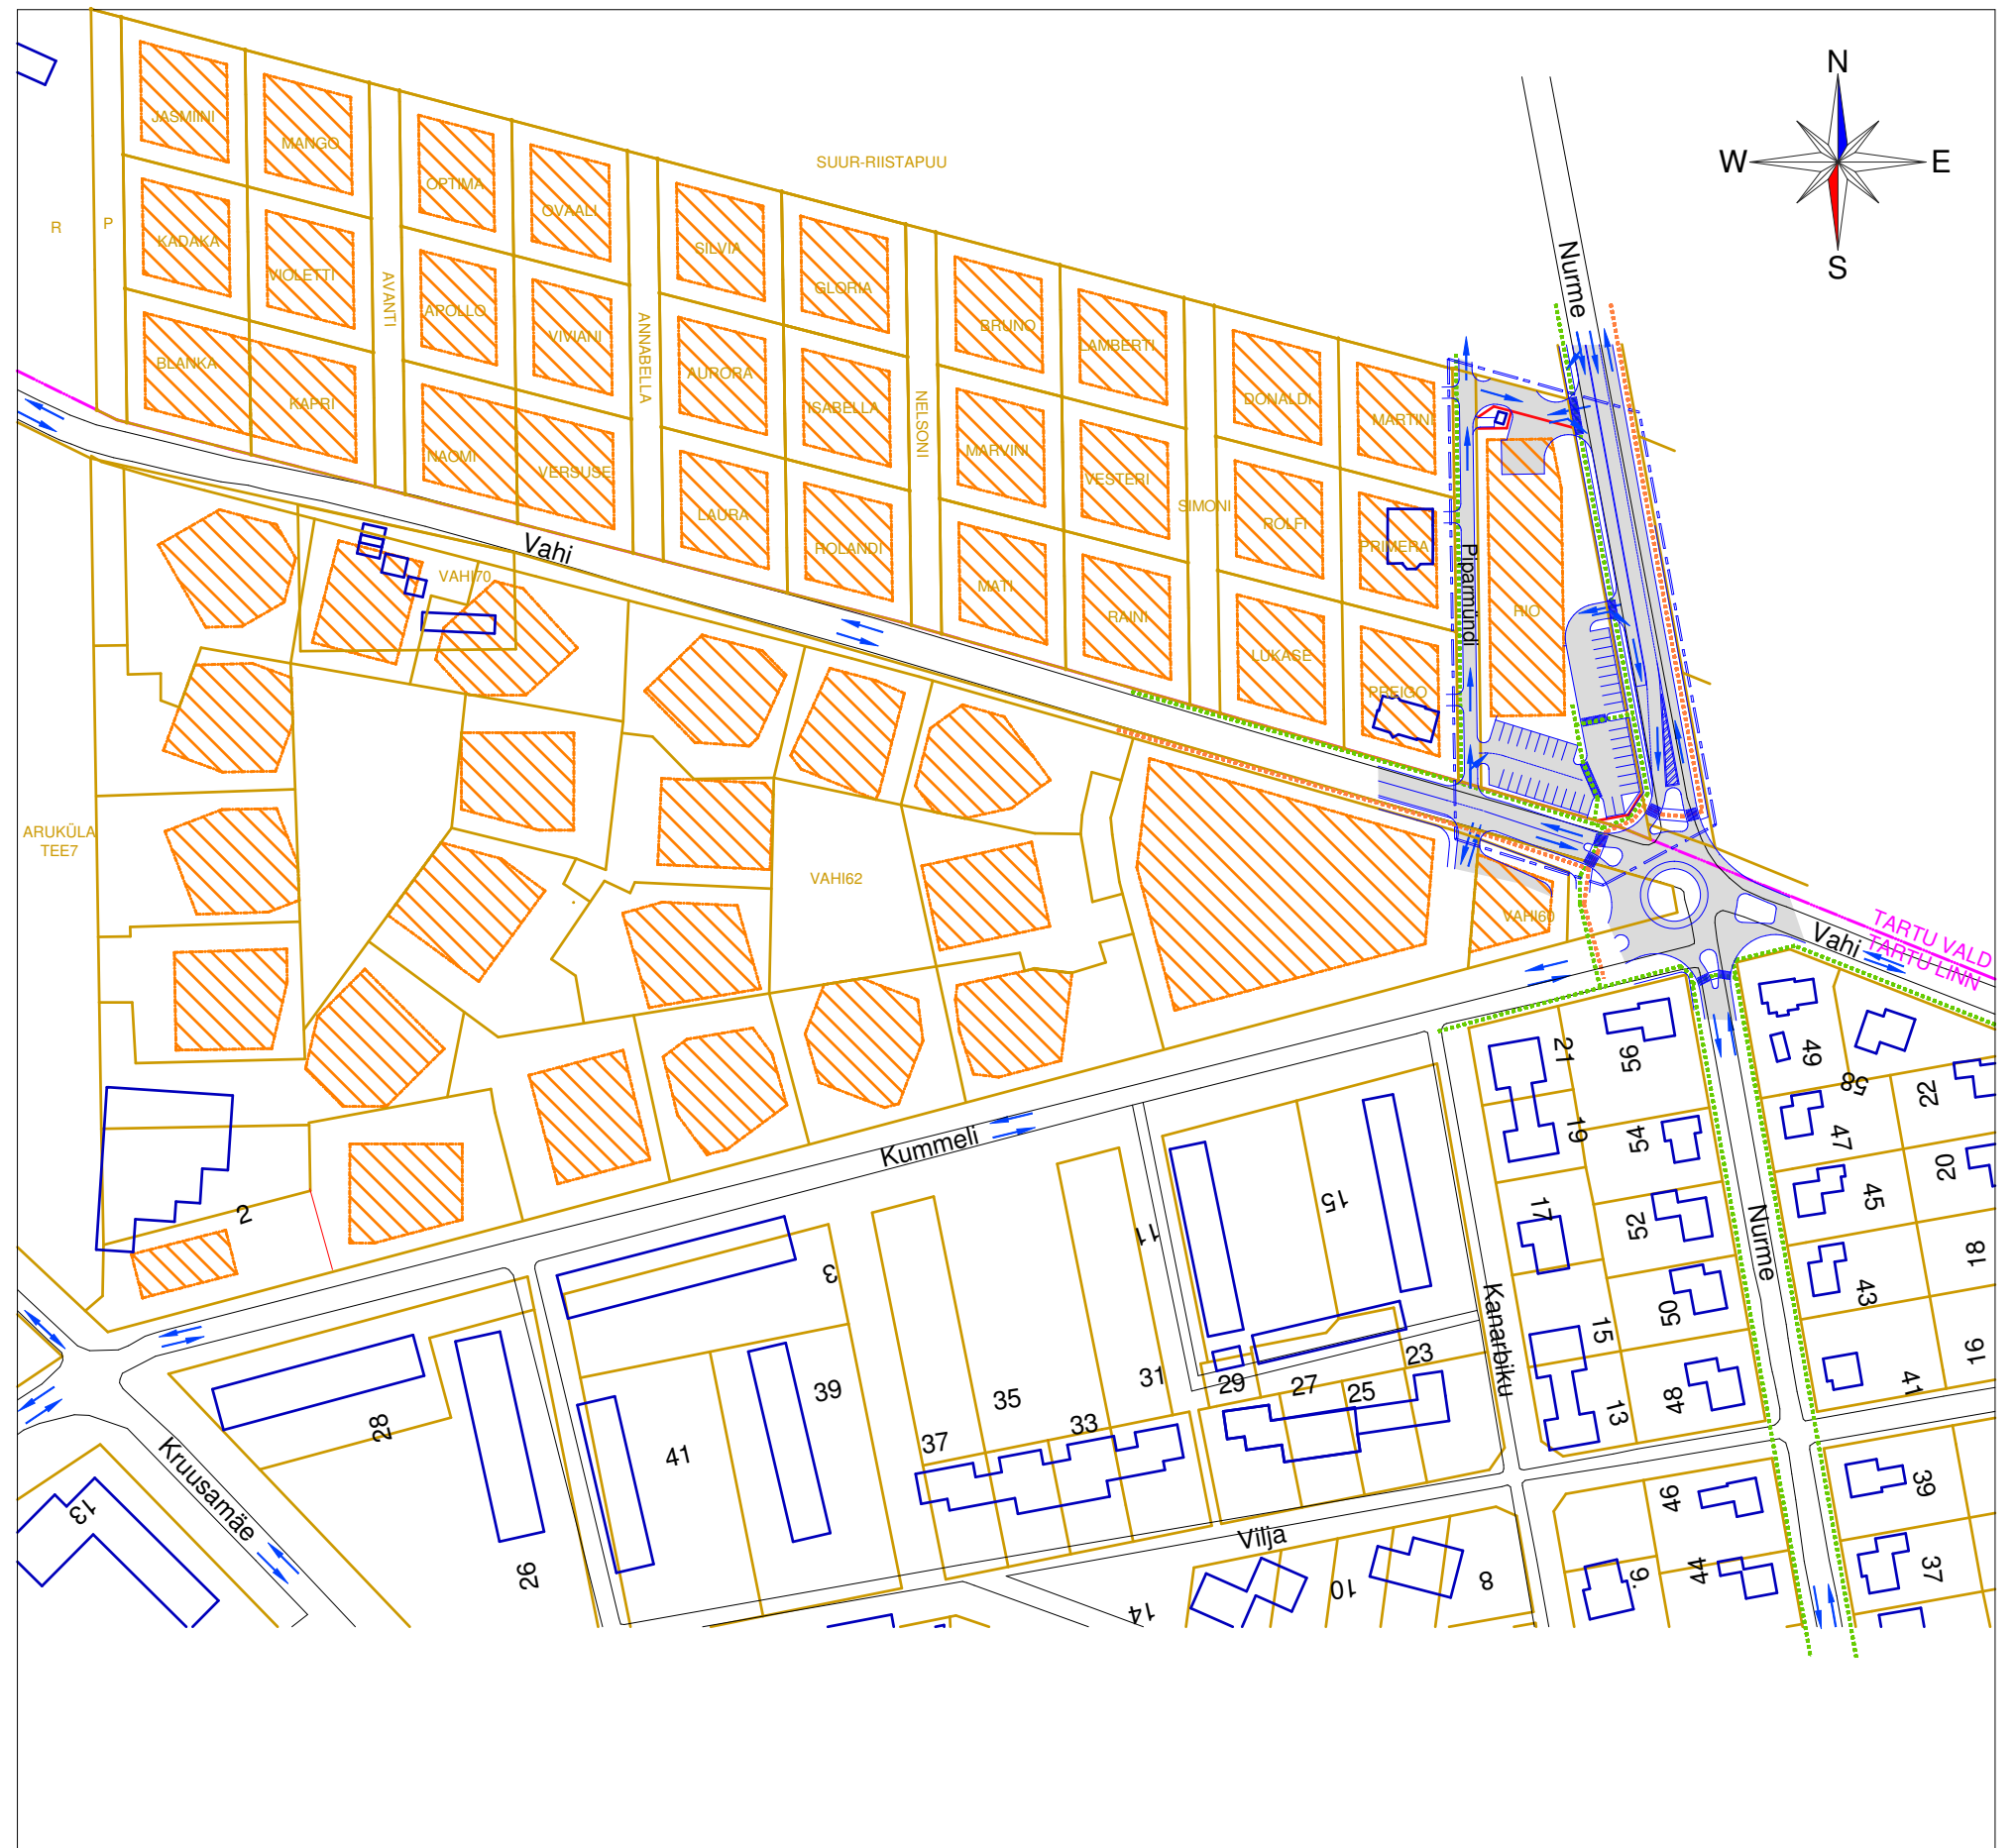 N
W
E
S
JASMIINI
MANGO
SUUR-RIISTAPUU
OPTIMA
OVAALI
R
P
KADAKA
VIOLETTI
AVANTI
SILVIA
GLORIA
Nurme
APOLLO
VIVIANI
ANNABELLA
BRUNO
LAMBERTI
BLANKA
KAPRI
AURORA
ISABELLA
NELSONI
DONALDI
MARTINI
NAOMI
VERSUSE
MARVINI
VESTERI
SIMONI
LAURA
ROLANDI
ROLFI
PRIMERA
Piparmündi
Vahi
VAHI70
MATI
RAINI
RIO
LUKASE
PREIGO
ARUKÜLA
TEE7
VAHI62
VAHI60
TARTU VALD
Vahi
TARTU LINN
21
56
49
58
22
19
54
47
20
Kummeli
2
15
11
17
52
45
18
Nurme
3
50
43
Kanarbiku
15
16
23
39
31
29
27
25
35
13
48
41
28
37
33
41
Kruusamäe
13
46
39
Vilja
26
14
10
8
9
44
37